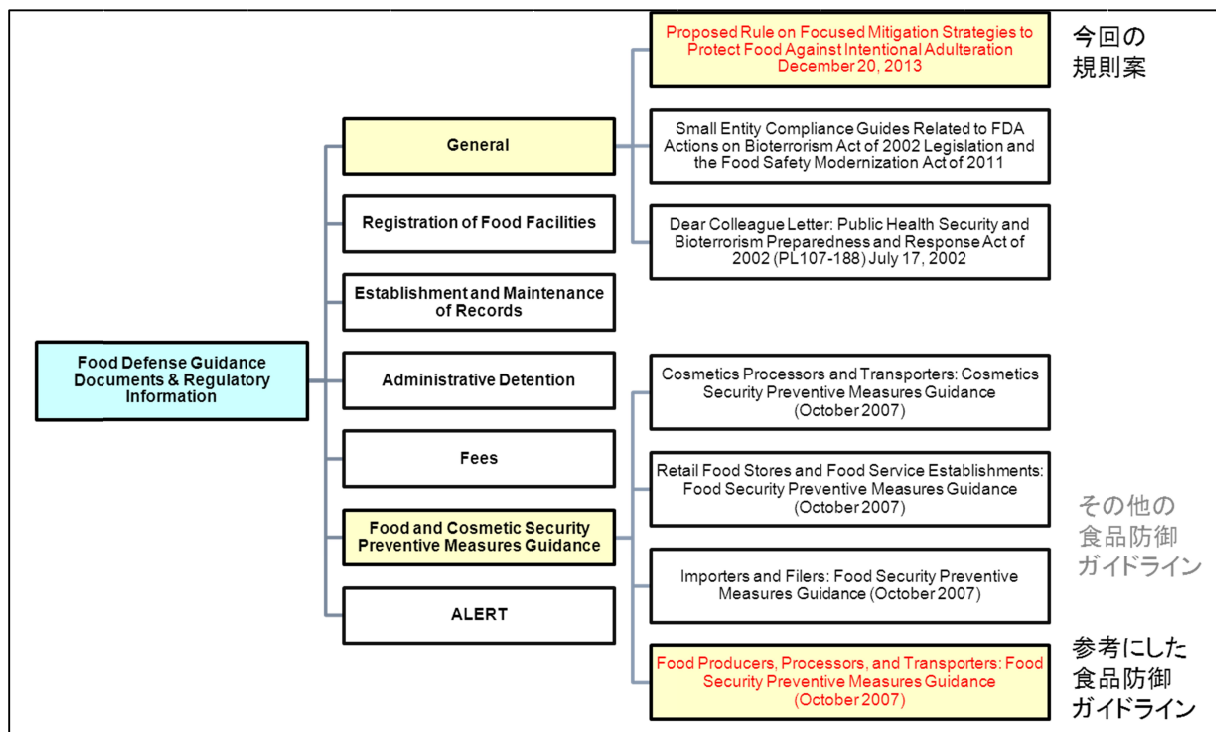 Food Defense Guidance
Documents & Regulatory
Information
General
Registration of Food Facilities
Establishment and Maintenance
of Records
Administrative Detention
Fees
Food and Cosmetic Security
Preventive Measures Guidance
ALERT
Proposed Rule on Focused Mitigation Strategies to
Protect Food Against Intentional Adulteration
December 20, 2013
今回の
規則案
Small Entity Compliance Guides Related to FDA
Actions on Bioterrorism Act of 2002 Legislation and
the Food Safety Modernization Act of 2011
Dear Colleague Letter: Public Health Security and
Bioterrorism Preparedness and Response Act of
2002 (PL107-188) July 17, 2002
Cosmetics Processors and Transporters: Cosmetics
Security Preventive Measures Guidance
(October 2007)
Retail Food Stores and Food Service Establishments:
Food Security Preventive Measures Guidance
(October 2007)
Importers and Filers: Food Security Preventive
Measures Guidance (October 2007)
その他の
食品防御
ガイドライン
Food Producers, Processors, and Transporters: Food
Security Preventive Measures Guidance
(October 2007)
参考にした
食品防御
ガイドライン